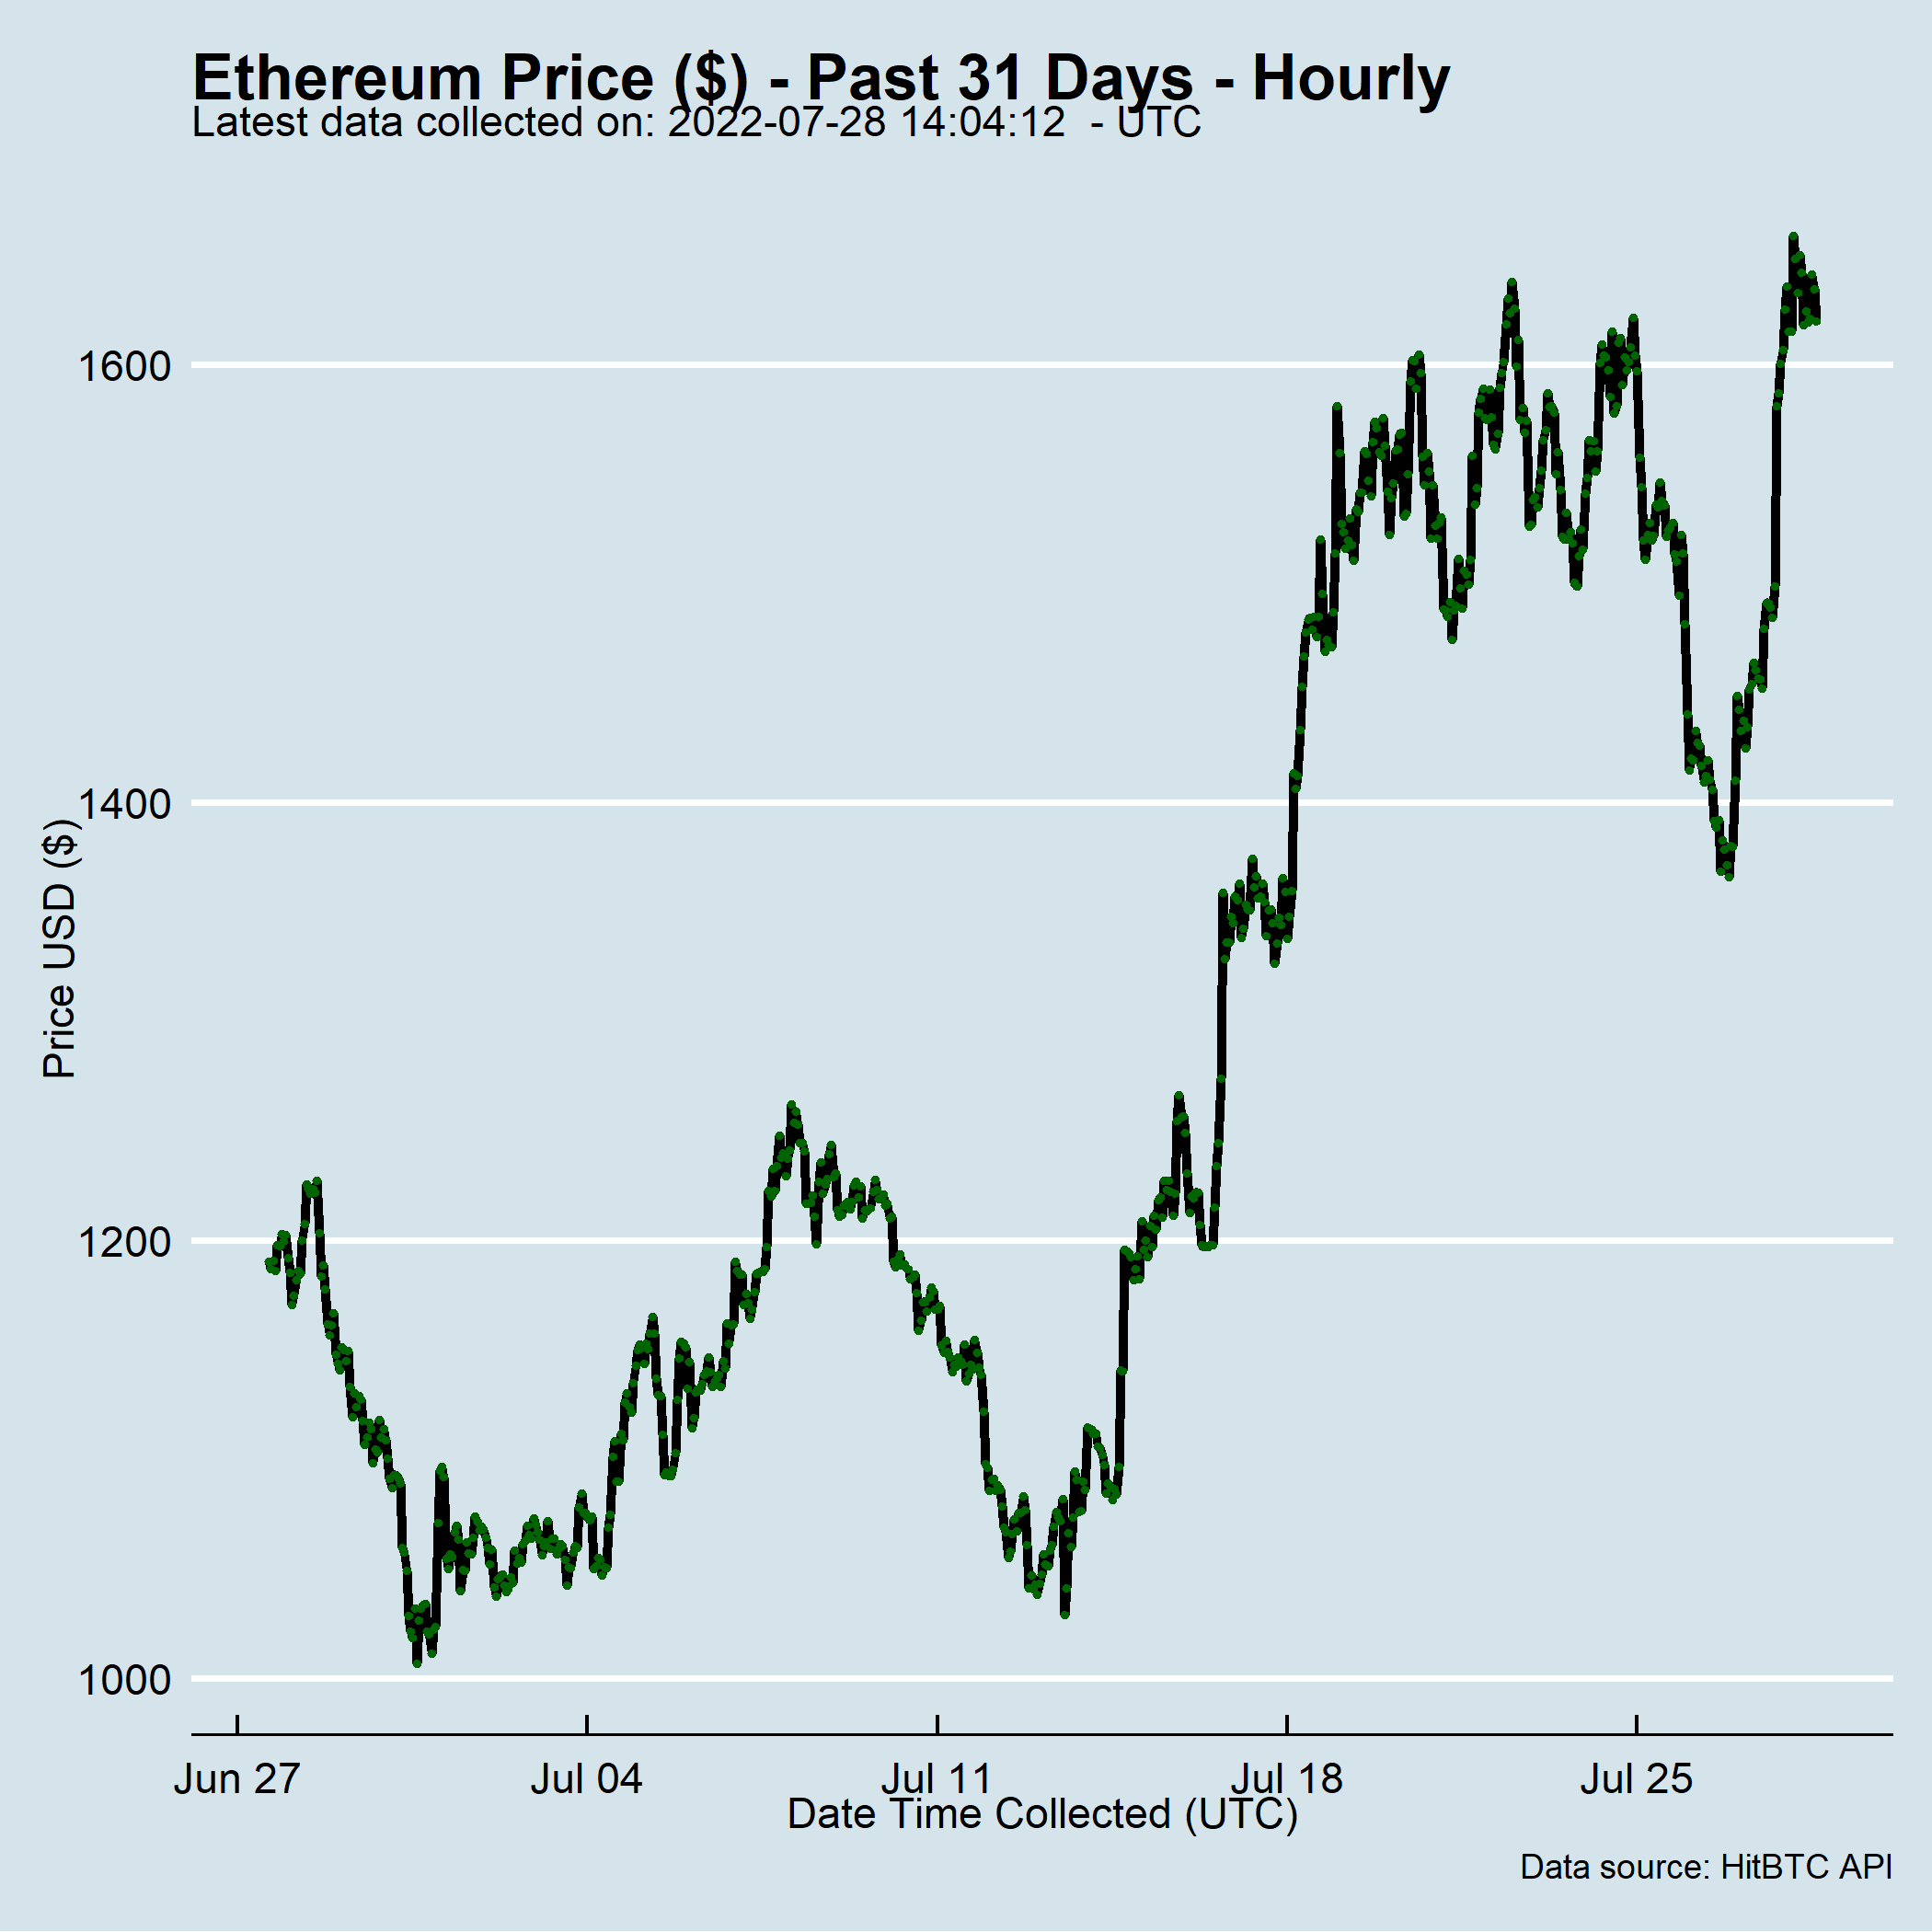 Ethereum Price ($) - Past 31 Days - Hourly
Latest data collected on: 2022-07-28 14:04:12  - UTC
1600
1400
1200
1000
Price USD ($)
Jun 27
Jul 04
Jul 11
Jul 18
Jul 25
Date Time Collected (UTC)
Data source: HitBTC API